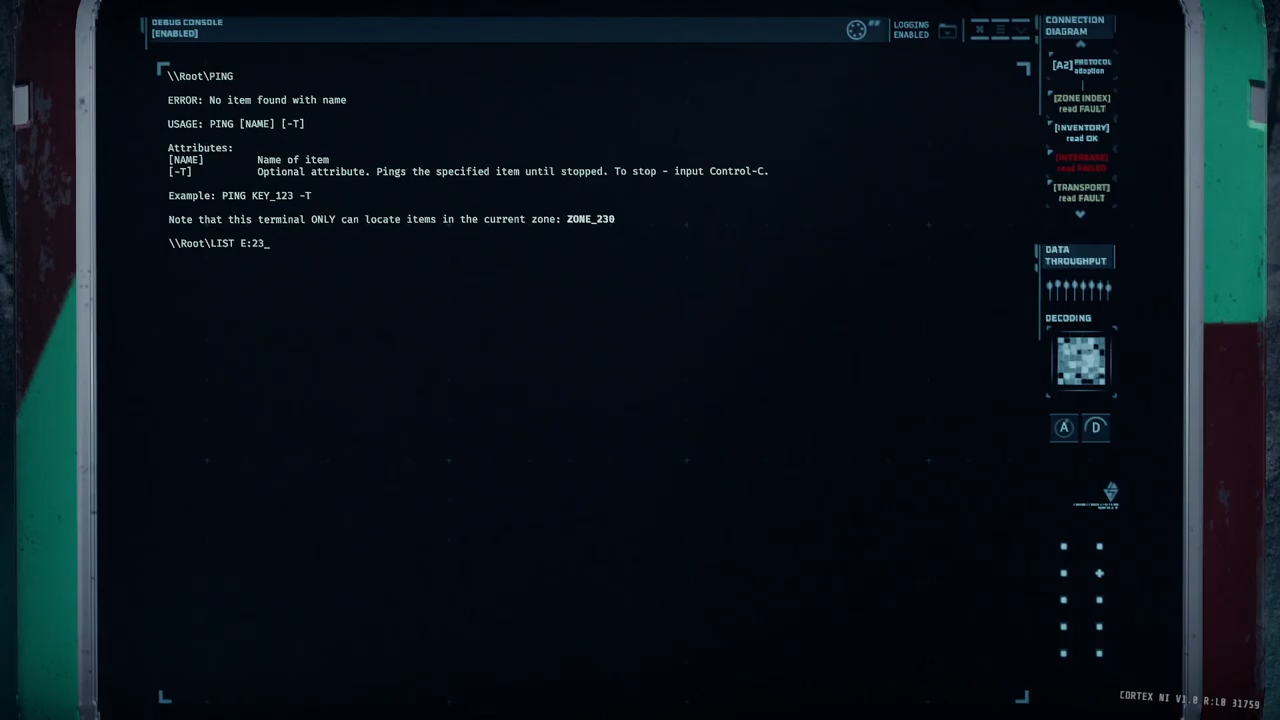 DEBUG CONSOLE
[ENABLED]
LOGGING
ENABLED
\\Root\PING
ERROR: No item found with name
USAGE: PING [NAME] [-T]
Attributes:
[NAME] Name of item
[-T] Optional attribute. Pings the specified item until stopped. To stop - input Control-C.
Example: PING KEY_123 -T
Note that this terminal ONLY can locate items in the current zone: ZONE_230
\\Root\LIST E:23_
CONNECTION
DIAGRAM
[A2] PROTOCOL
adaption
[ZONE INDEX]
read FAULT
[INVENTORY]
read OK
[INTERBASE]
read FAILED
[TRANSPORT]
read FAULT
DATA
THROUGHPUT
DECODING
A D
CORTEX NI V1.0 R:L0 31759